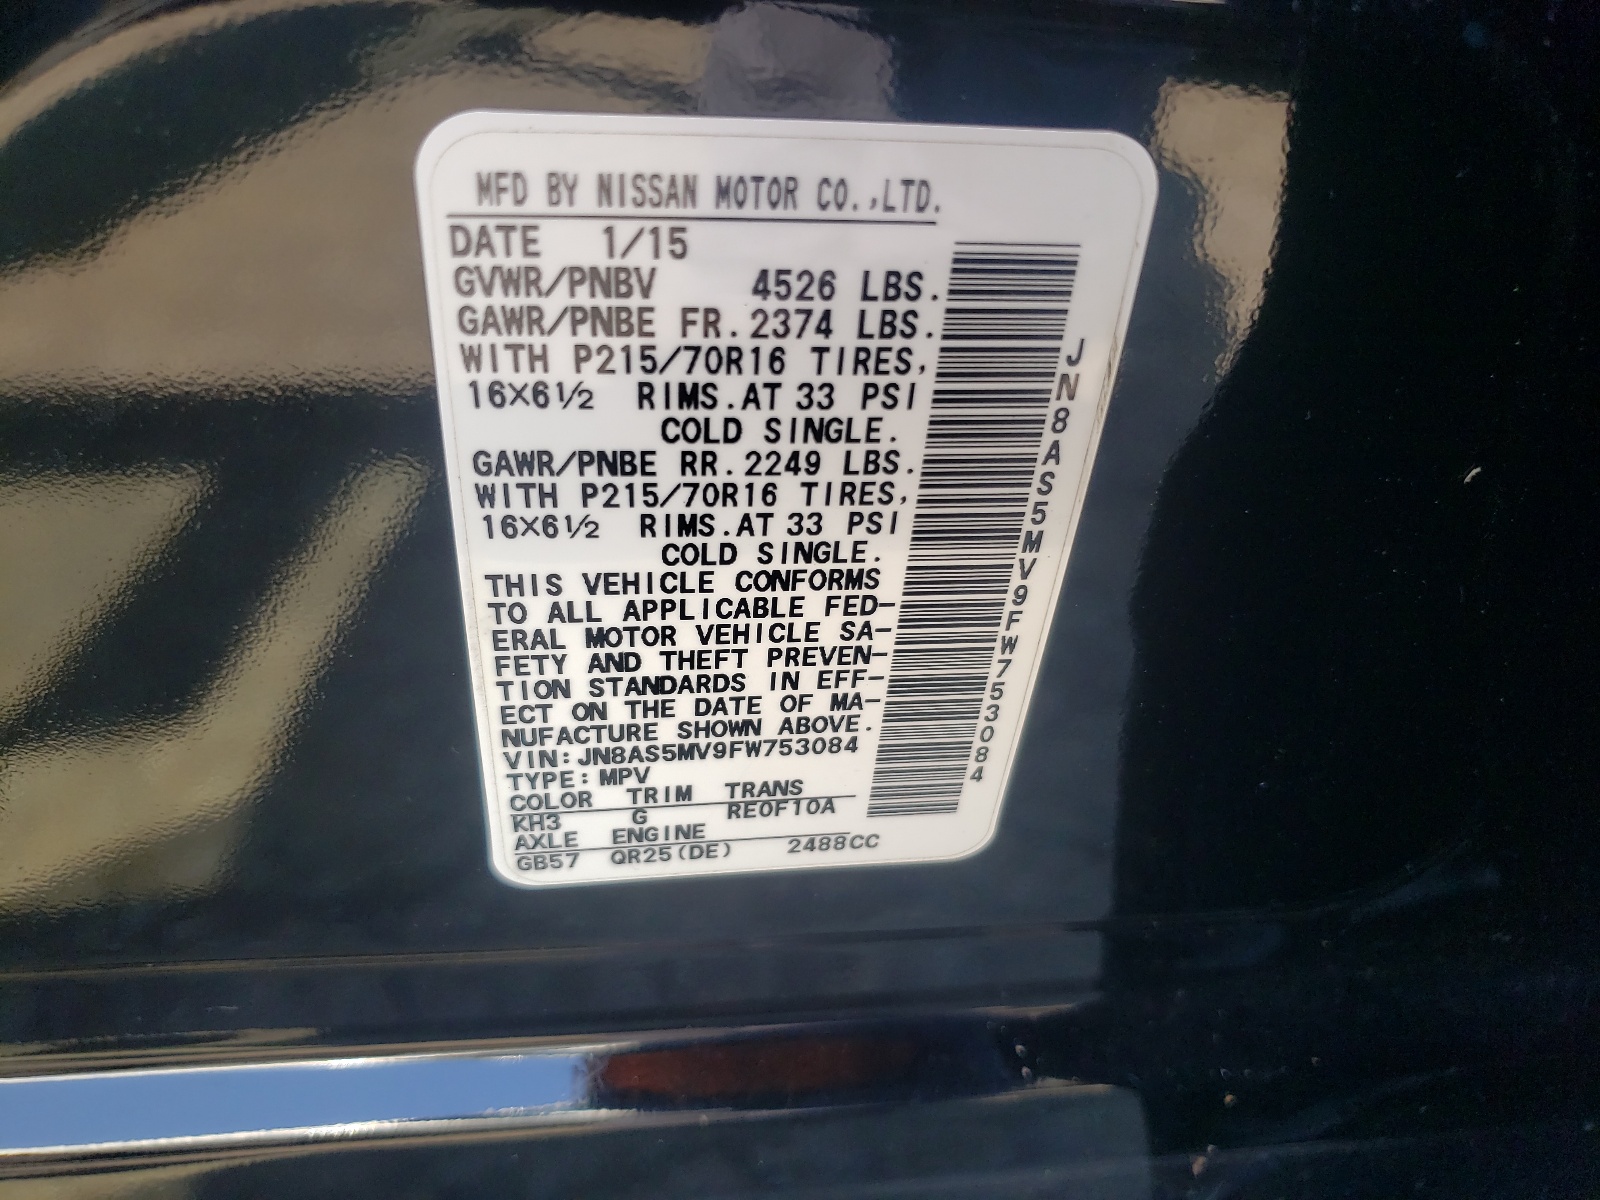 MFD BY NISSAN MOTOR CO.,LTD.
DATE 1/15
GVWR/PNBV 4526 LBS.
GAWR/PNBE FR. 2374 LBS.
WITH P215/70R16 TIRES,
16×6½ RIMS. AT 33 PSI
COLD SINGLE.
GAWR/PNBE RR. 2249 LBS.
WITH P215/70R16 TIRES,
16×6½ RIMS. AT 33 PSI
COLD SINGLE.
THIS VEHICLE CONFORMS
TO ALL APPLICABLE FED-
ERAL MOTOR VEHICLE SA-
FETY AND THEFT PREVEN-
TION STANDARDS IN EFF-
ECT ON THE DATE OF MA-
NUFACTURE SHOWN ABOVE.
VIN: JN8AS5MV9FW753084
TYPE: MPV
COLOR TRIM TRANS
KH3 G RE0F10A
AXLE ENGINE
GB57 QR25(DE) 2488CC
JN8AS5MV9FW753084